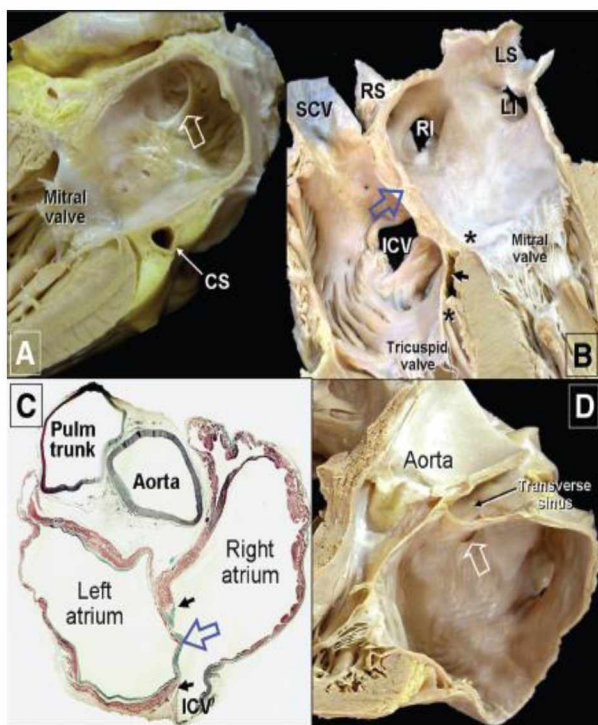 Mitral
valve
CS
A
LS
RS
SCV
LI
RI
ICV
*
Mitral
valve
*
Tricuspid
valve
B
C
Pulm
trunk
Aorta
Right
atrium
Left
atrium
ICV
D
Aorta
Transverse
sinus